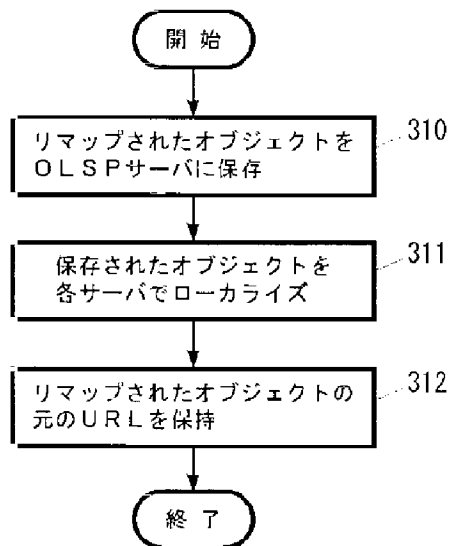 開 始
リマップされたオブジェクトを
OLSPサーバに保存
310
保存されたオブジェクトを
各サーバでローカライズ
311
リマップされたオブジェクトの
元のURLを保持
312
終 了